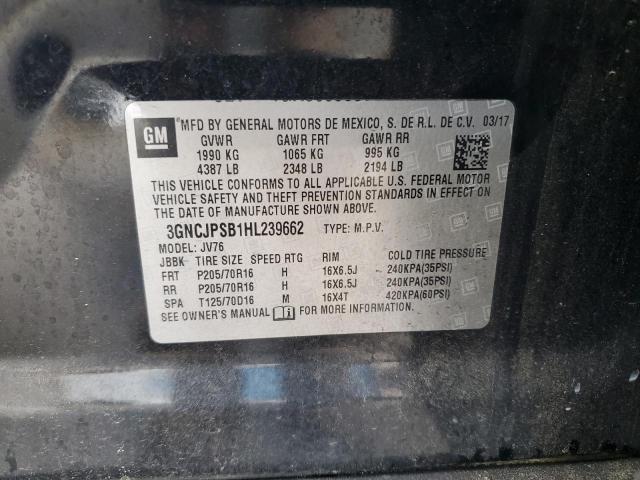 GM MFD BY GENERAL MOTORS DE MEXICO, S. DE R.L. DE C.V. 03/17
GVWR GAWR FRT GAWR RR
1990 KG 1065 KG 995 KG
4387 LB 2348 LB 2194 LB
THIS VEHICLE CONFORMS TO ALL APPLICABLE U.S. FEDERAL MOTOR
VEHICLE SAFETY AND THEFT PREVENTION STANDARDS IN EFFECT ON
THE DATE OF MANUFACTURE SHOWN ABOVE.
3GNCJPSB1HL239662 TYPE: M.P.V.
MODEL: JV76
JBBK TIRE SIZE SPEED RTG RIM COLD TIRE PRESSURE
FRT P205/70R16 H 16X6.5J 240KPA(35PSI)
RR P205/70R16 H 16X6.5J 240KPA(35PSI)
SPA T125/70D16 M 16X4T 420KPA(60PSI)
SEE OWNER'S MANUAL FOR MORE INFORMATION.